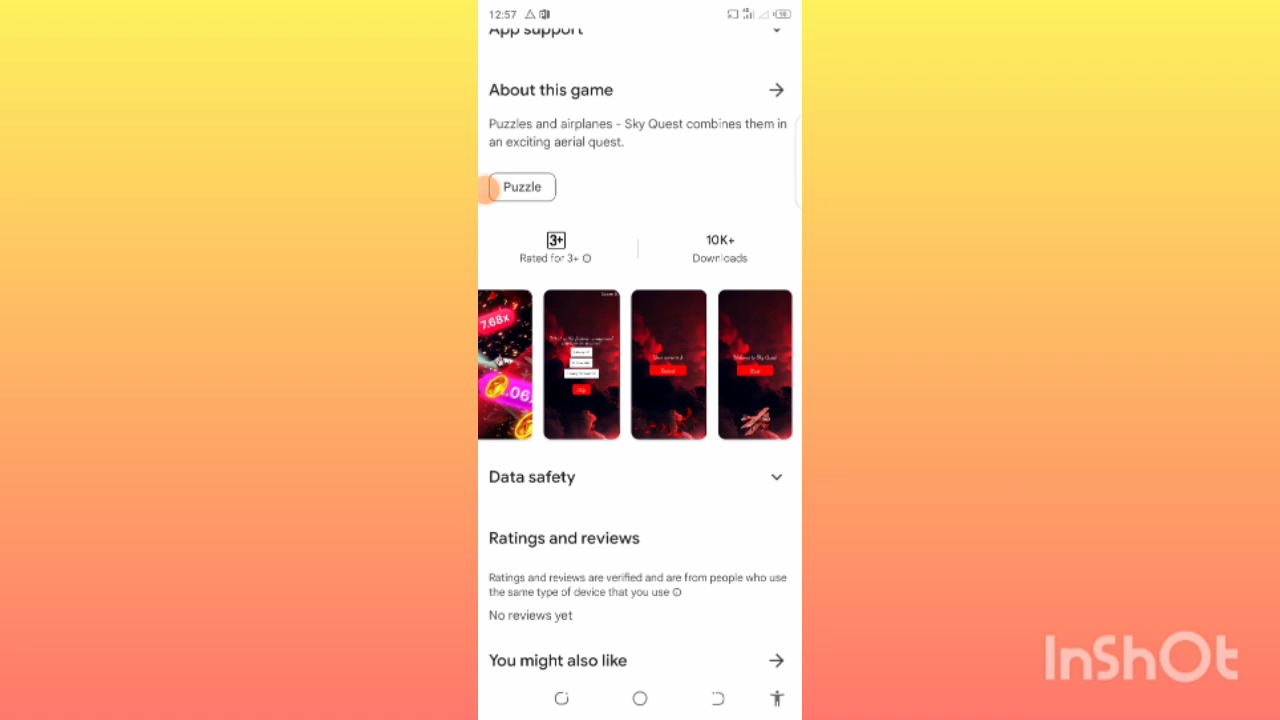 12:57
App support
About this game
Puzzles and airplanes - Sky Quest combines them in
an exciting aerial quest.
Puzzle
3+
Rated for 3+
10K+
Downloads
7.68x
.06x
Data safety
Ratings and reviews
Ratings and reviews are verified and are from people who use
the same type of device that you use
No reviews yet
You might also like
InShOt